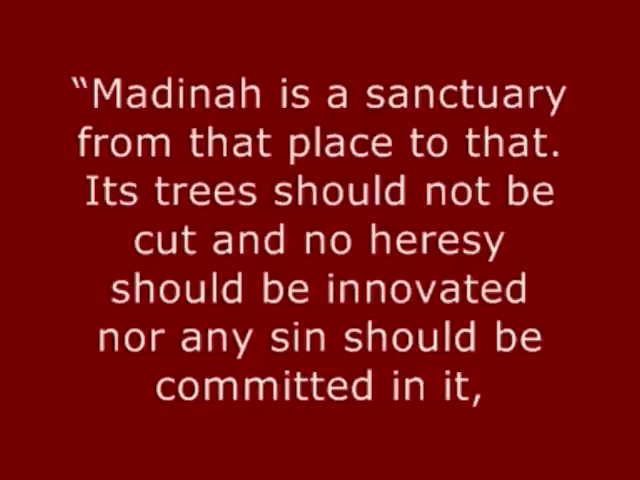 “Madinah is a sanctuary
from that place to that.
Its trees should not be
cut and no heresy
should be innovated
nor any sin should be
committed in it,